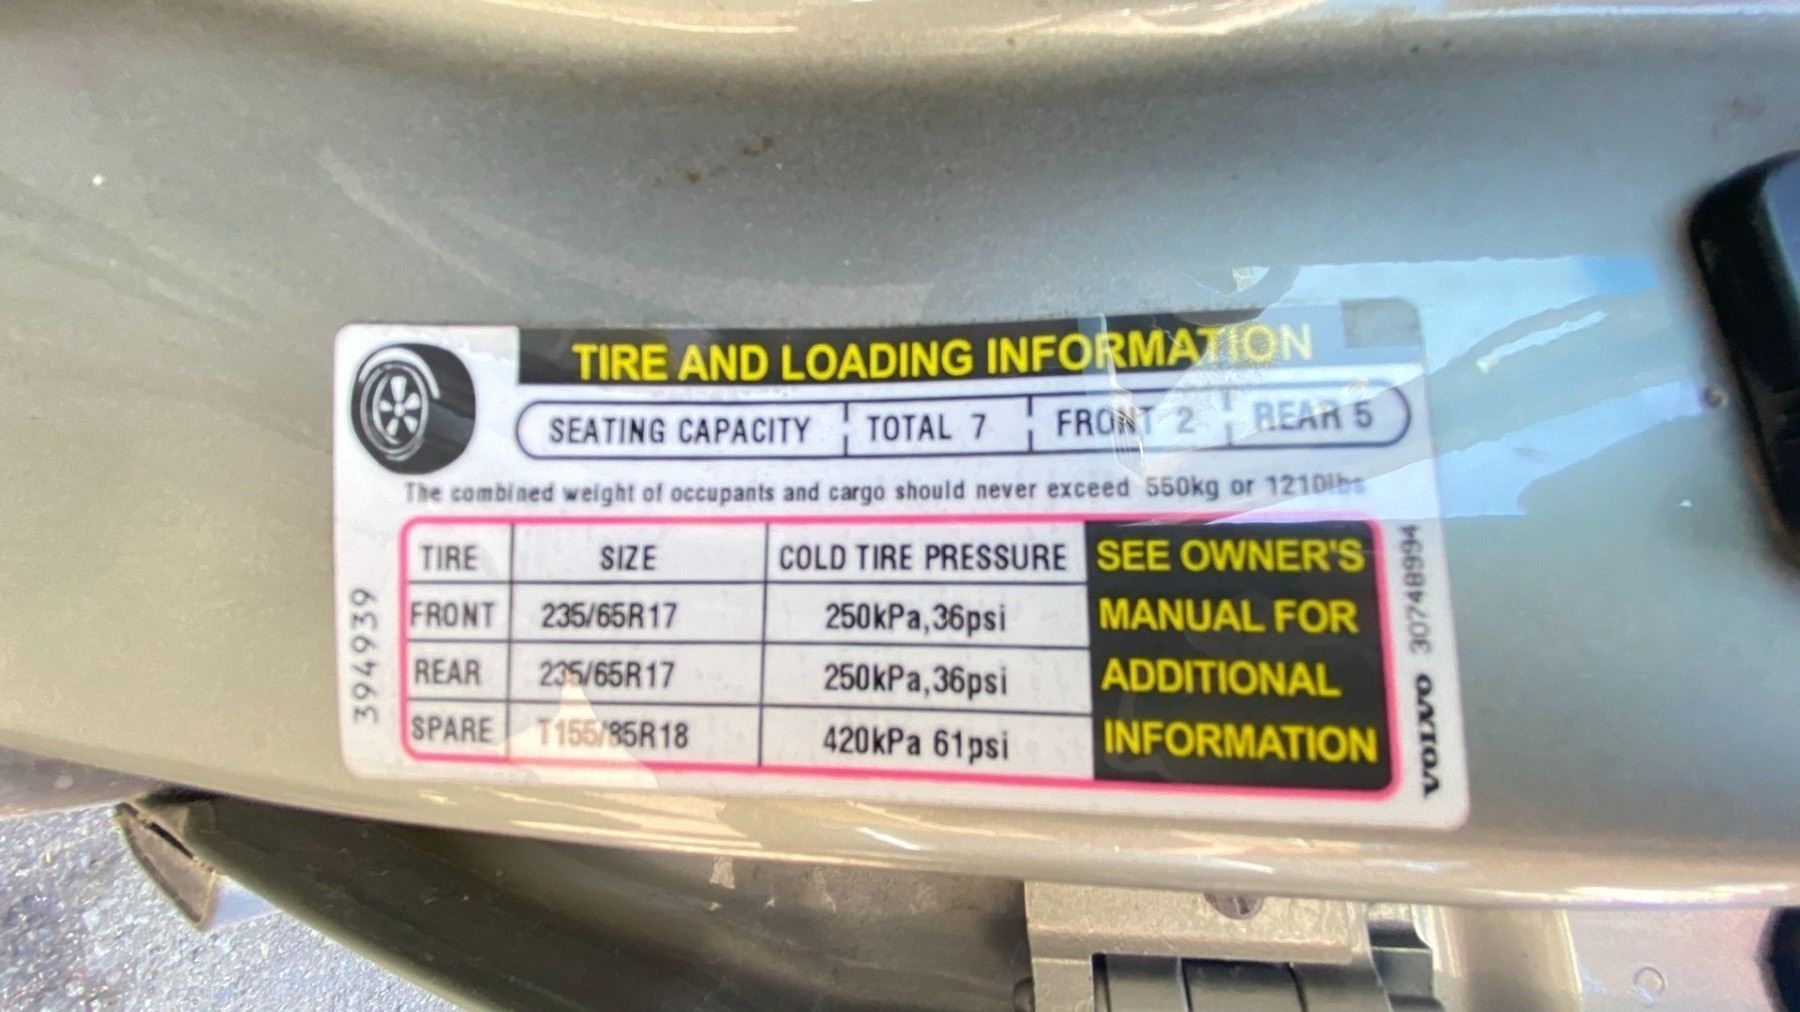 TIRE AND LOADING INFORMATION
SEATING CAPACITY TOTAL 7 FRONT 2 REAR 5
The combined weight of occupants and cargo should never exceed 550kg or 1210lbs
TIRE SIZE COLD TIRE PRESSURE SEE OWNER'S
FRONT 235/65R17 250kPa,36psi MANUAL FOR
REAR 235/65R17 250kPa,36psi ADDITIONAL
SPARE T155/85R18 420kPa 61psi INFORMATION
394939
VOLVO 30748994